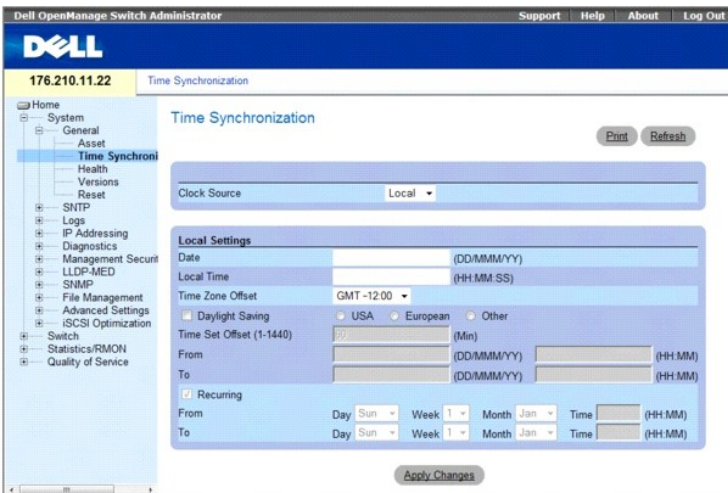 Dell OpenManage Switch Administrator
Support Help About Log Out
DELL
176.210.11.22
Time Synchronization
Home
System
General
Asset
Time Synchroni
Health
Versions
Reset
SNTP
Logs
IP Addressing
Diagnostics
Management Securit
LLDP-MED
SNMP
File Management
Advanced Settings
iSCSI Optimization
Switch
Statistics/RMON
Quality of Service
Time Synchronization
Print Refresh
Clock Source Local
Local Settings
Date (DD/MMM/YY)
Local Time (HH:MM:SS)
Time Zone Offset GMT -12:00
Daylight Saving USA European Other
Time Set Offset (1-1440) 60 (Min)
From (DD/MMM/YY) (HH:MM)
To (DD/MMM/YY) (HH:MM)
Recurring
From Day Sun Week 1 Month Jan Time (HH:MM)
To Day Sun Week 1 Month Jan Time (HH:MM)
Apply Changes